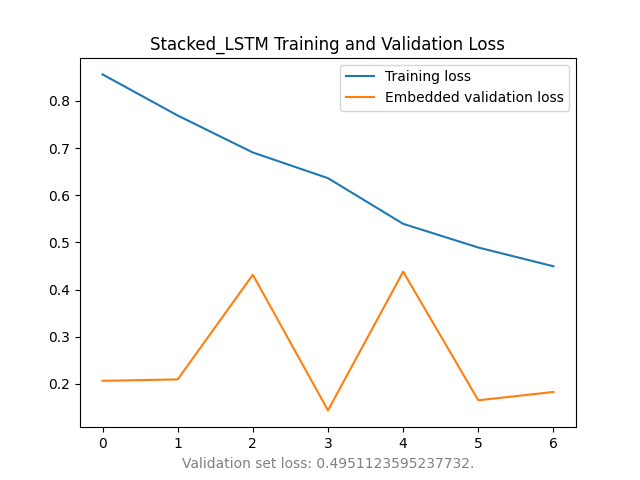 Stacked_LSTM Training and Validation Loss
Training loss
Embedded validation loss
0.8
0.7
0.6
0.5
0.4
0.3
0.2
0 1 2 3 4 5 6
Validation set loss: 0.4951123595237732.